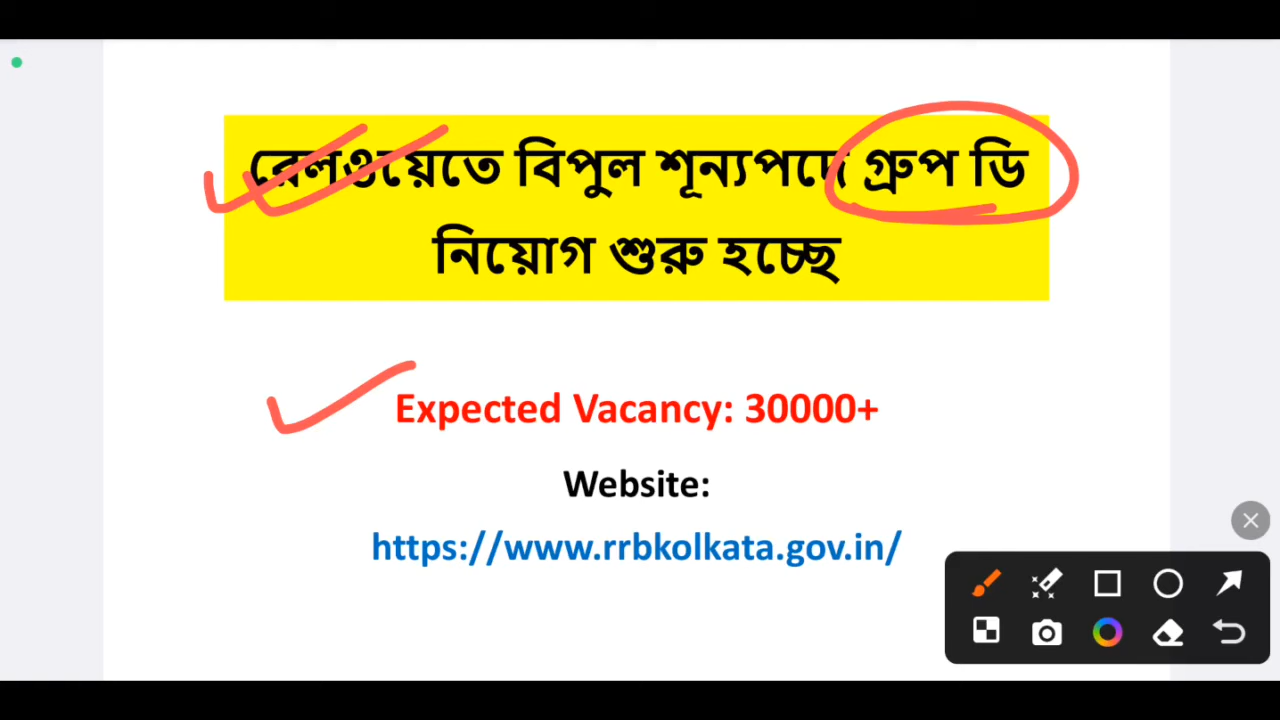 রেলওয়েতে বিপুল শূন্যপদে গ্রুপ ডি
নিয়োগ শুরু হচ্ছে
Expected Vacancy: 30000+
Website:
https://www.rrbkolkata.gov.in/